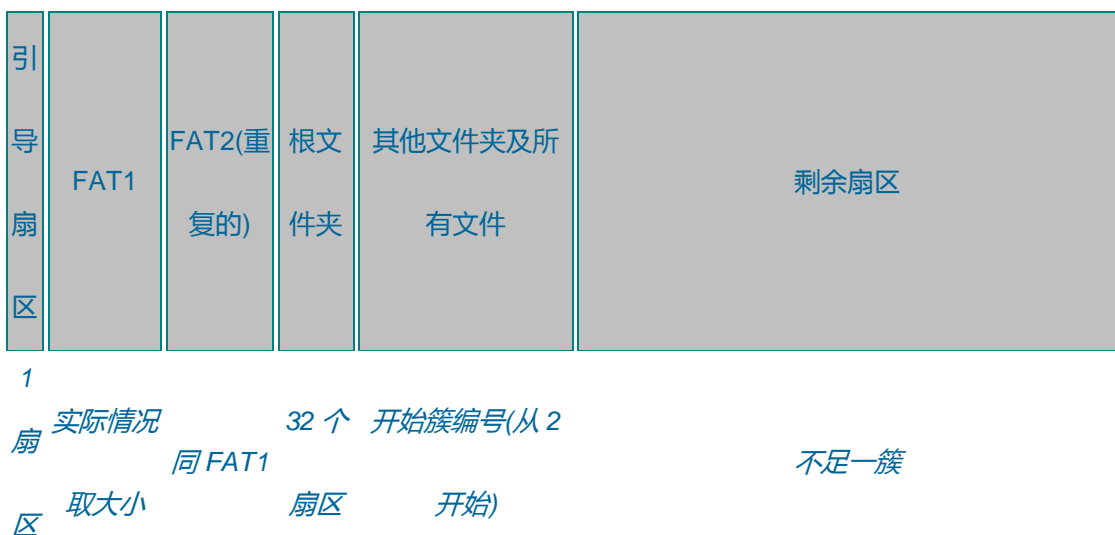 引
导
扇
区
FAT1
FAT2(重
复的)
根文
件夹
其他文件夹及所
有文件
剩余扇区
1
扇
区
实际情况
取大小
同 FAT1
32 个
扇区
开始簇编号(从 2
开始)
不足一簇